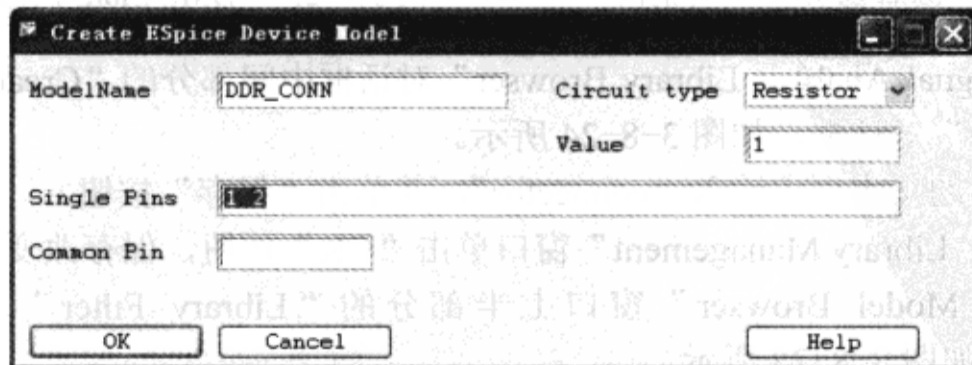 Create ESpice Device Model
ModelName DDR_CONN Circuit type Resistor
Value 1
Single Pins 1 2
Common Pin
OK Cancel Help